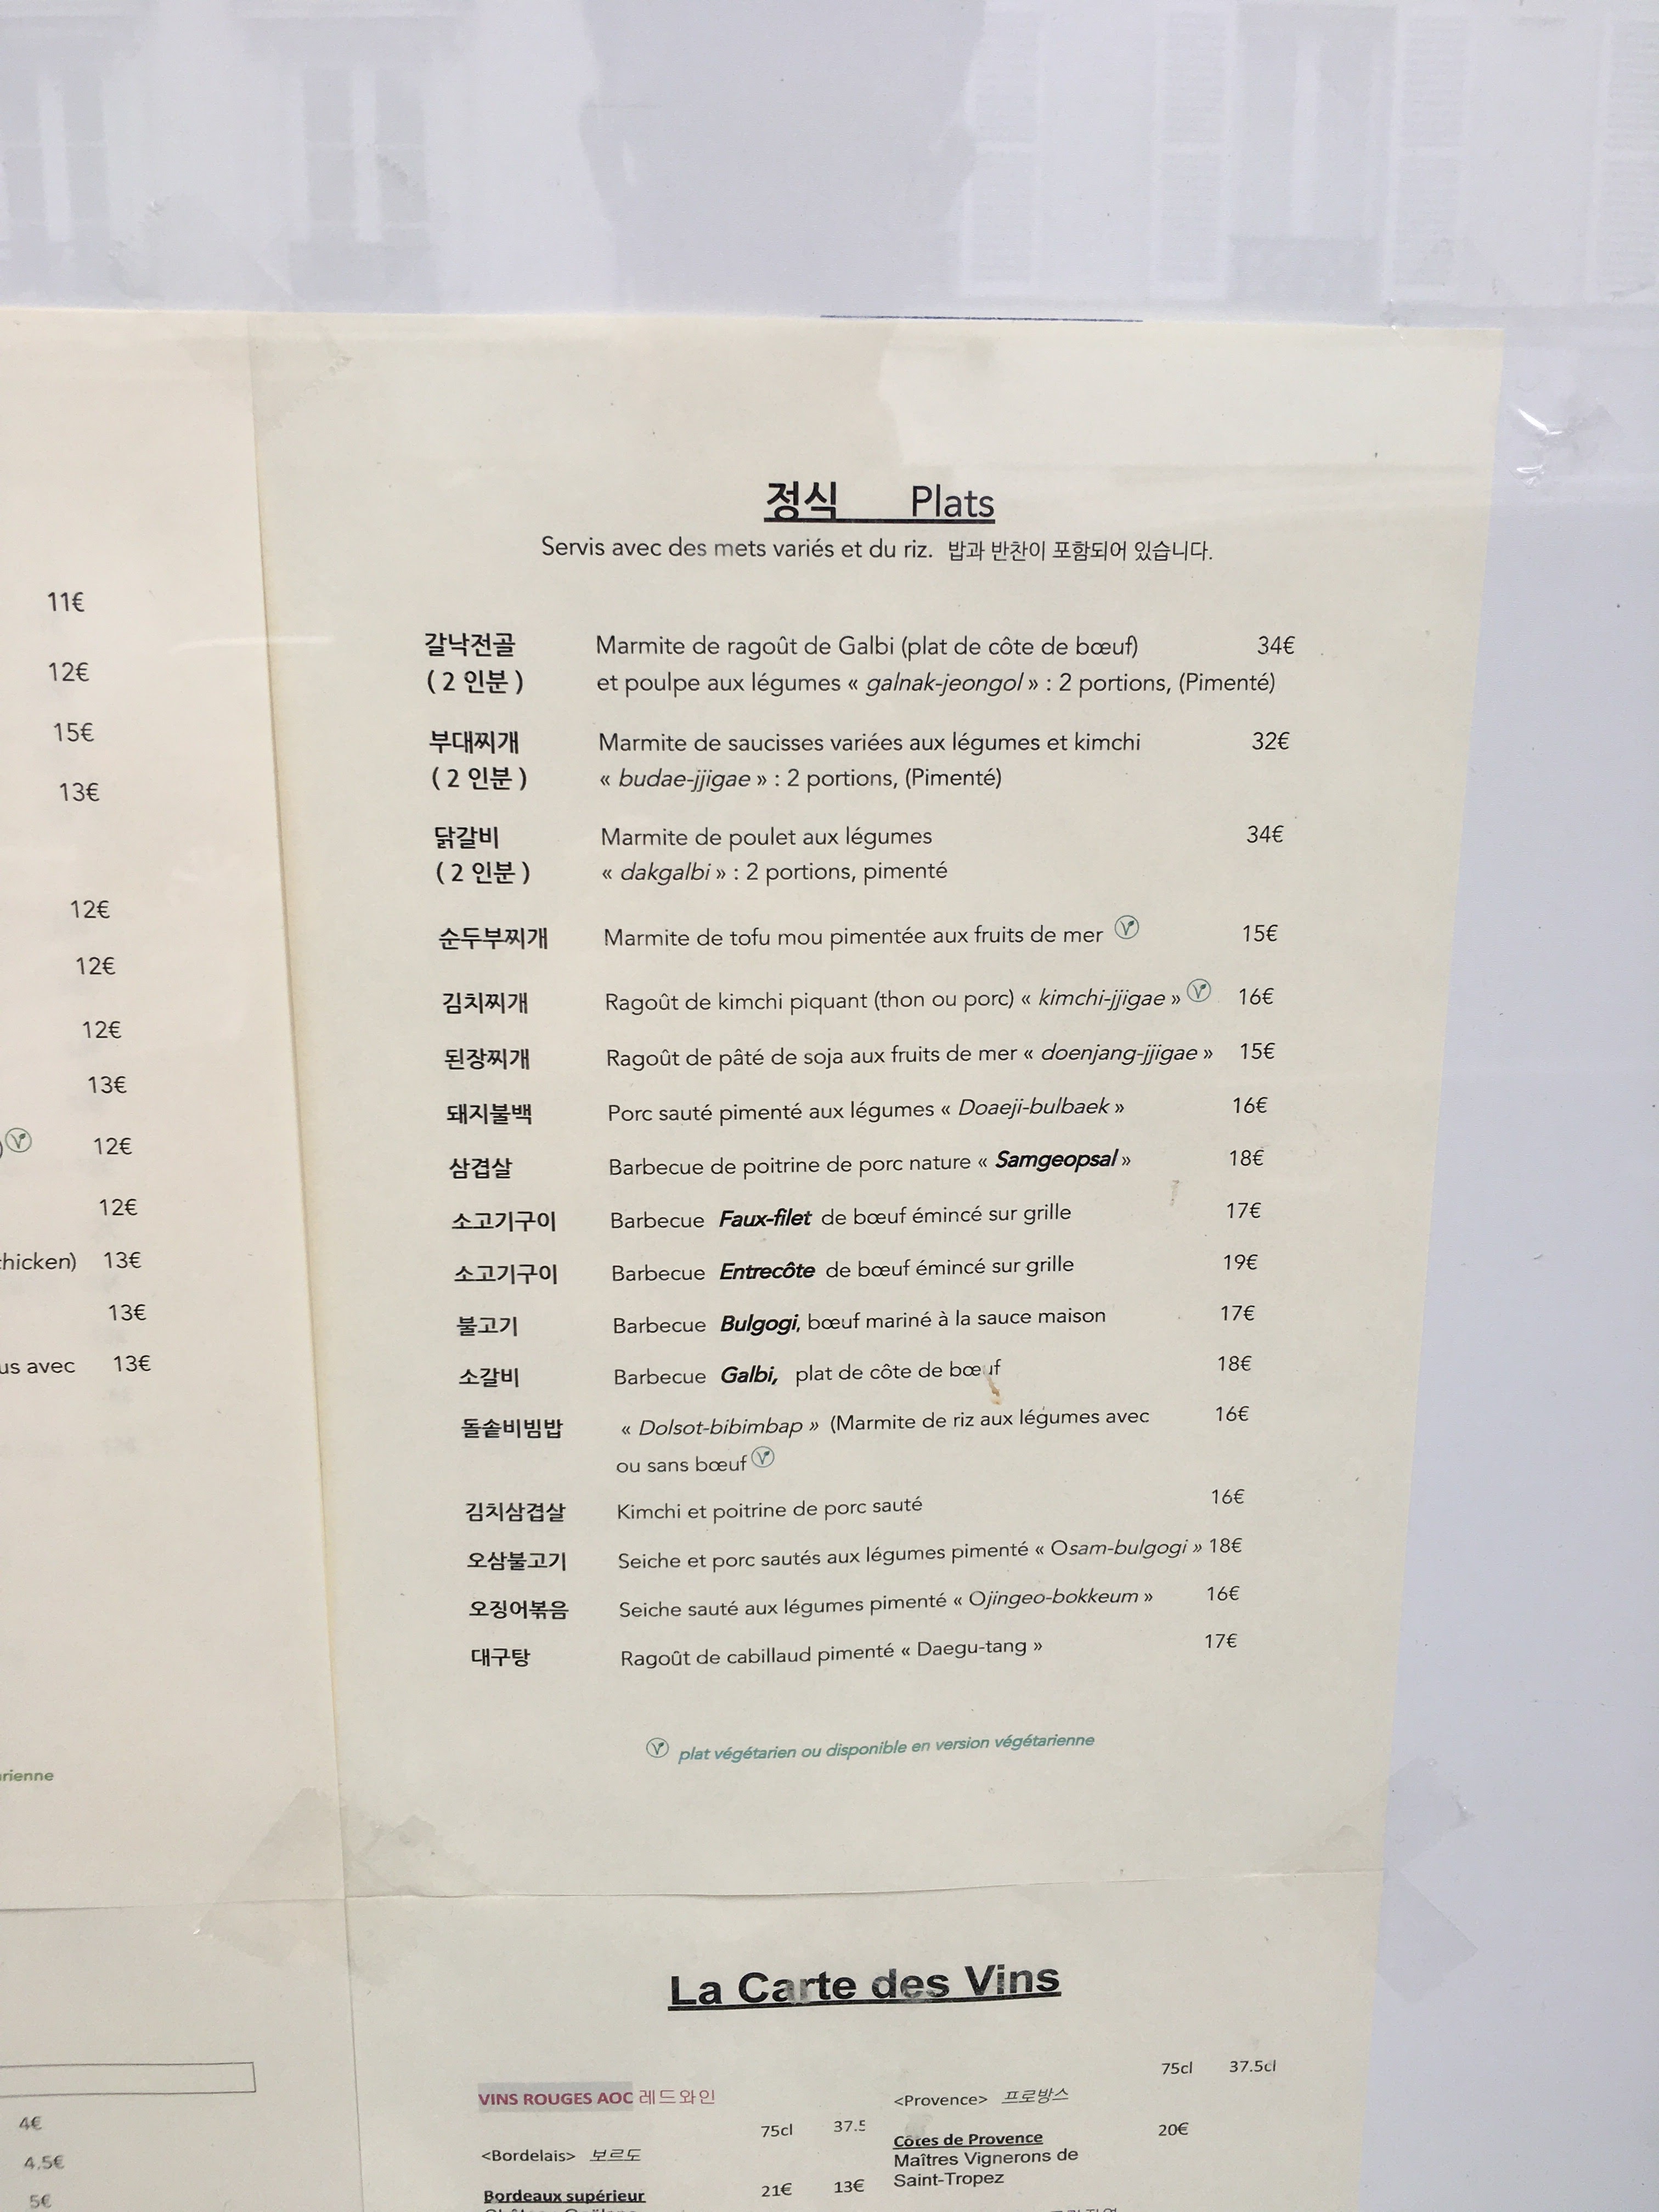 11€
12€
15€
13€
12€
12€
12€
13€
12€
12€
hicken) 13€
13€
us avec 13€
rienne
4€
4.5€
5€
정식 Plats
Servis avec des mets variés et du riz. 밥과 반찬이 포함되어 있습니다.
갈낙전골 Marmite de ragoût de Galbi (plat de côte de bœuf) 34€
( 2 인분 ) et poulpe aux légumes « galnak-jeongol » : 2 portions, (Pimenté)
부대찌개 Marmite de saucisses variées aux légumes et kimchi 32€
( 2 인분 ) « budae-jjigae » : 2 portions, (Pimenté)
닭갈비 Marmite de poulet aux légumes 34€
( 2 인분 ) « dakgalbi » : 2 portions, pimenté
순두부찌개 Marmite de tofu mou pimentée aux fruits de mer V 15€
김치찌개 Ragoût de kimchi piquant (thon ou porc) « kimchi-jjigae » V 16€
된장찌개 Ragoût de pâté de soja aux fruits de mer « doenjang-jjigae » 15€
돼지불백 Porc sauté pimenté aux légumes « Doaeji-bulbaek » 16€
삼겹살 Barbecue de poitrine de porc nature « Samgeopsal » 18€
소고기구이 Barbecue Faux-filet de bœuf émincé sur grille 17€
소고기구이 Barbecue Entrecôte de bœuf émincé sur grille 19€
불고기 Barbecue Bulgogi, bœuf mariné à la sauce maison 17€
소갈비 Barbecue Galbi, plat de côte de bœuf 18€
돌솥비빔밥 « Dolsot-bibimbap » (Marmite de riz aux légumes avec 16€
ou sans bœuf V
김치삼겹살 Kimchi et poitrine de porc sauté 16€
오삼불고기 Seiche et porc sautés aux légumes pimenté « Osam-bulgogi » 18€
오징어볶음 Seiche sauté aux légumes pimenté « Ojingeo-bokkeum » 16€
대구탕 Ragoût de cabillaud pimenté « Daegu-tang » 17€
V plat végétarien ou disponible en version végétarienne
La Carte des Vins
VINS ROUGES AOC 레드와인
75cl 37.5
<Bordelais> 보르도
Bordeaux supérieur 21€ 13€
75cl 37.5cl
<Provence> 프로방스
Côtes de Provence 20€
Maîtres Vignerons de
Saint-Tropez